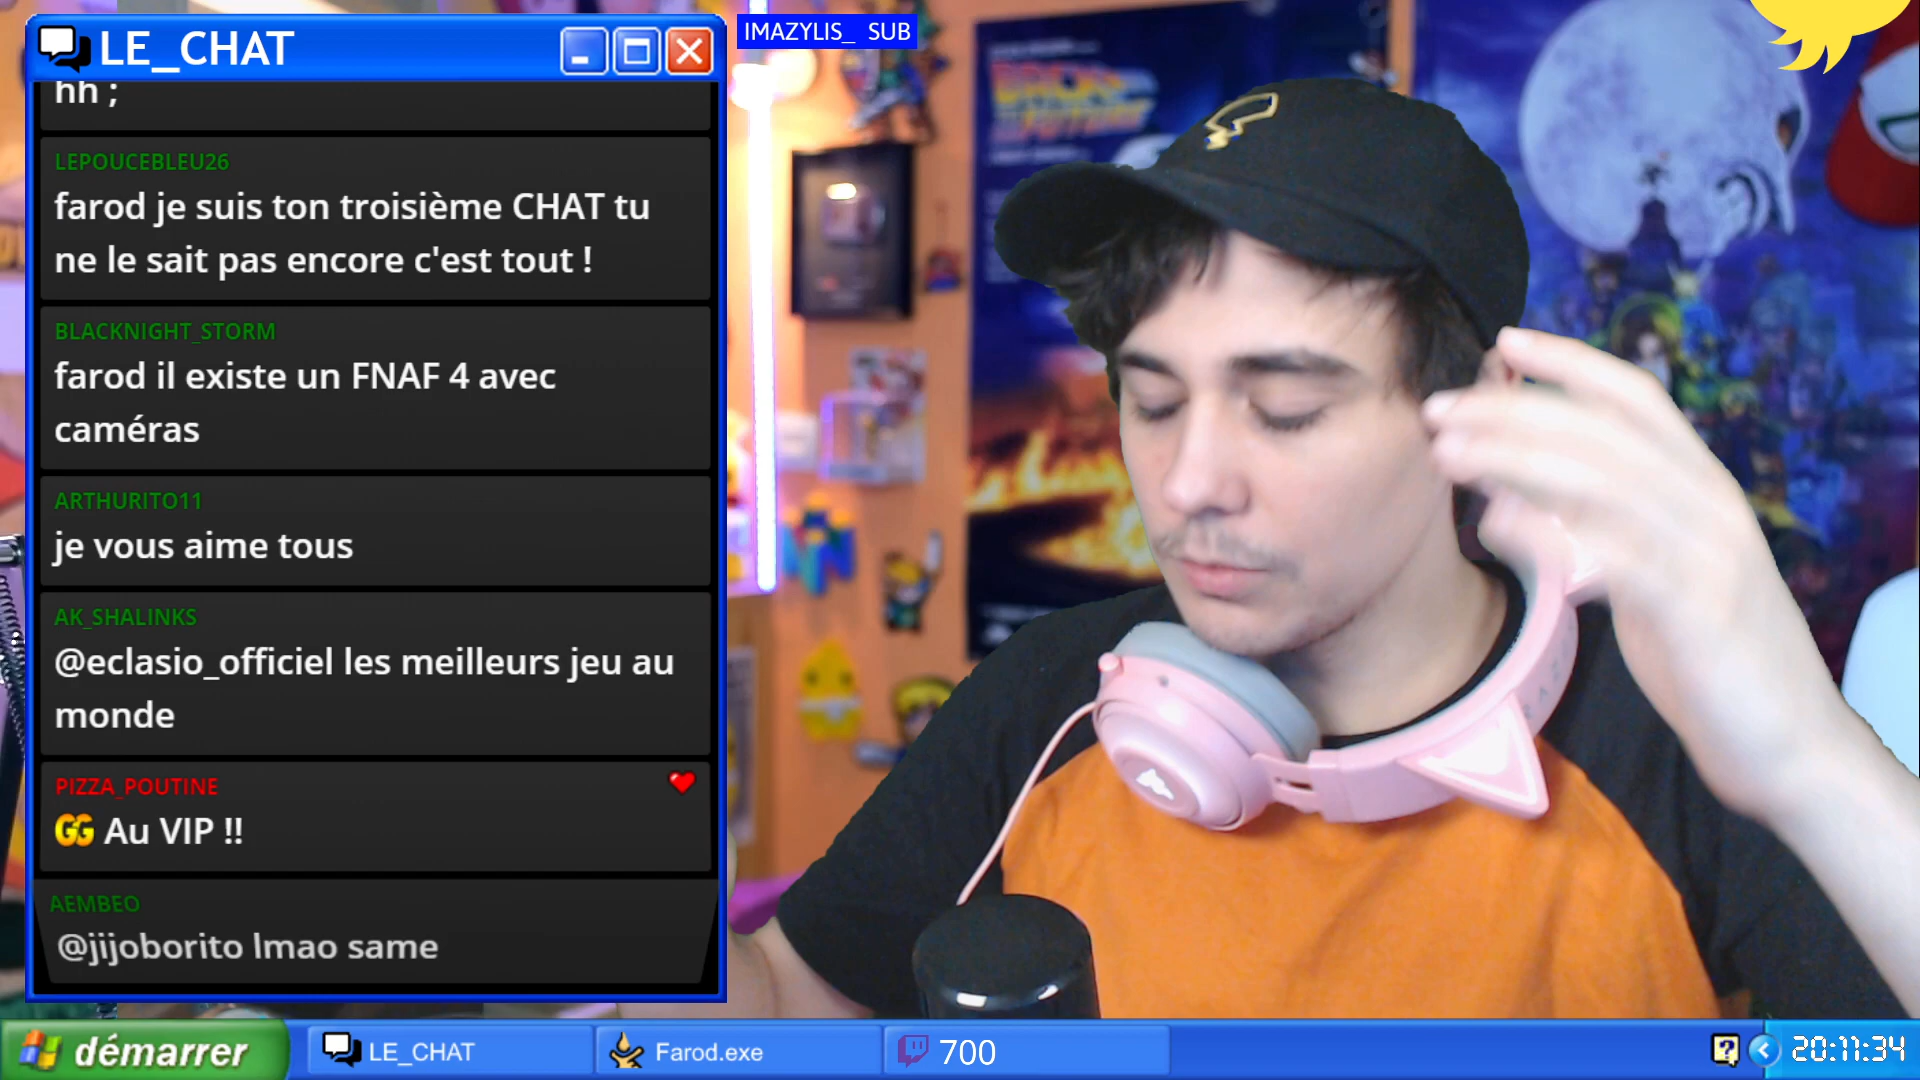 LE_CHAT
IMAZYLIS_ SUB
hh ;
LEPOUCEBLEU26
farod je suis ton troisième CHAT tu
ne le sait pas encore c'est tout !
BLACKNIGHT_STORM
farod il existe un FNAF 4 avec
caméras
ARTHURITO11
je vous aime tous
AK_SHALINKS
@eclasio_officiel les meilleurs jeu au
monde
PIZZA_POUTINE
GG Au VIP !!
AEMBEO
@jijoborito lmao same
BACK
FUTURE
démarrer
LE_CHAT
Farod.exe
700
20:11:34